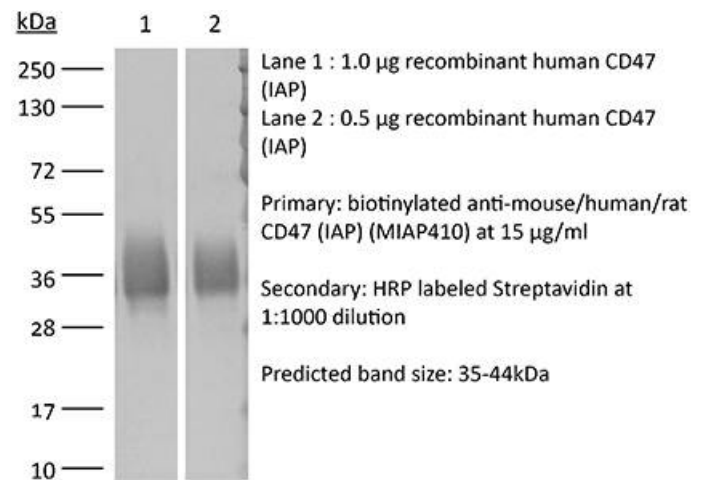 kDa
1 2
250
130
72
55
36
28
17
10
Lane 1 : 1.0 µg recombinant human CD47
(IAP)
Lane 2 : 0.5 µg recombinant human CD47
(IAP)
Primary: biotinylated anti-mouse/human/rat
CD47 (IAP) (MIAP410) at 15 µg/ml
Secondary: HRP labeled Streptavidin at
1:1000 dilution
Predicted band size: 35-44kDa